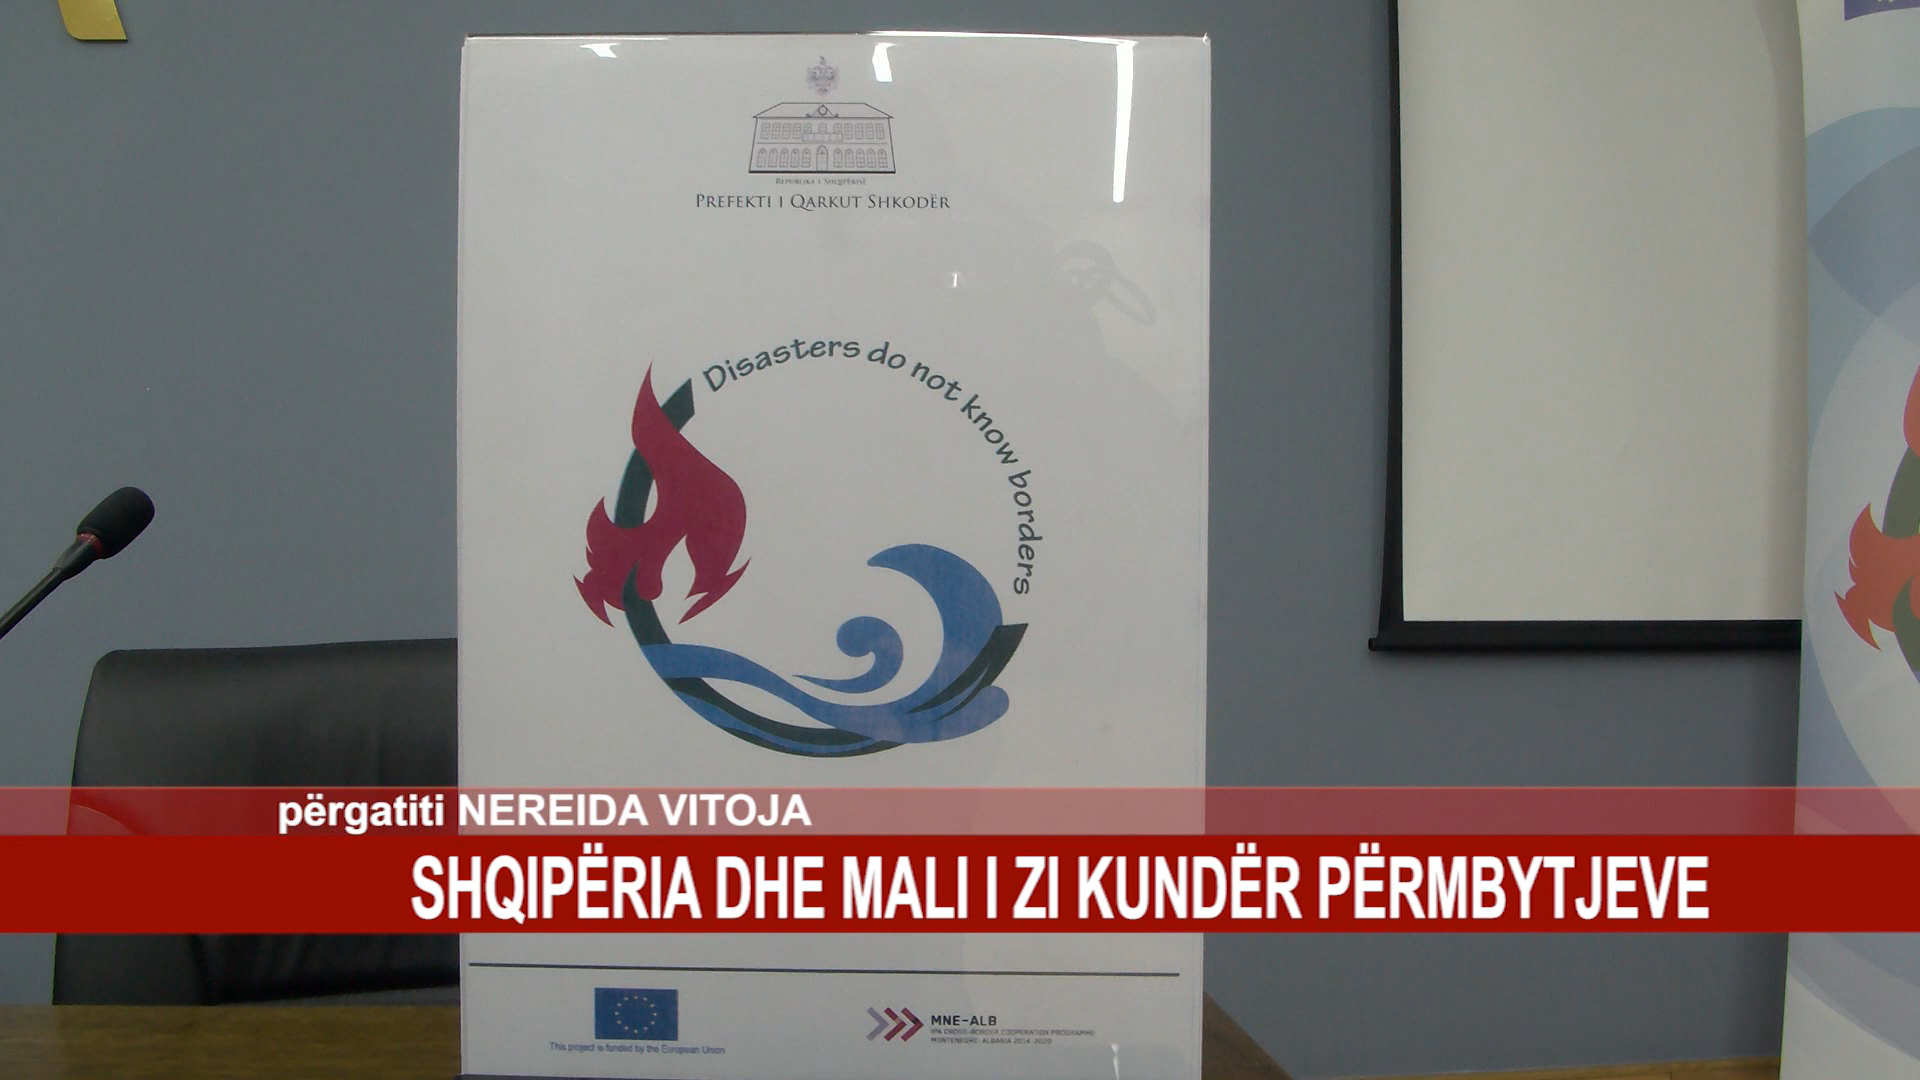 REPUBLIKA E SHQIPËRISË
PREFEKTI I QARKUT SHKODËR
Disasters do not know borders
përgatiti NEREIDA VITOJA
SHQIPËRIA DHE MALI I ZI KUNDËR PËRMBYTJEVE
This project is funded by the European Union
MNE-ALB
IPA CROSS-BORDER COOPERATION PROGRAMME
MONTENEGRO-ALBANIA 2014-2020